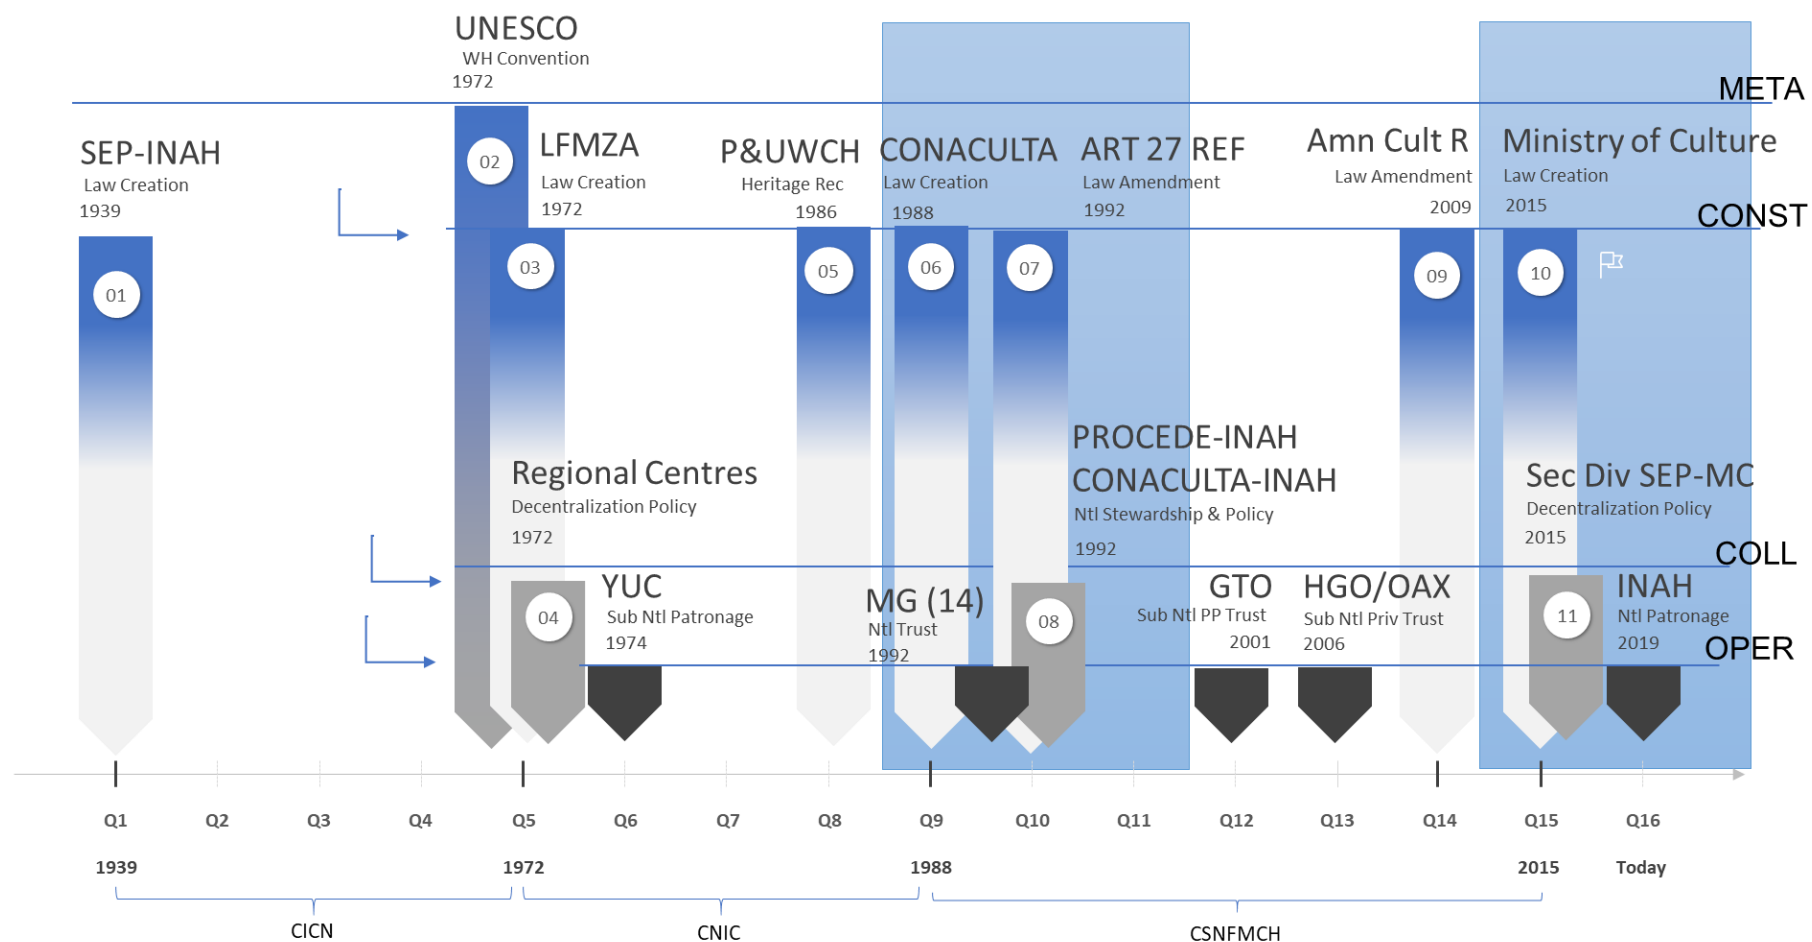 UNESCO
WH Convention
1972
META
SEP-INAH
Law Creation
1939
02
LFMZA
Law Creation
1972
P&UWCH
Heritage Rec
1986
CONACULTA
Law Creation
1988
ART 27 REF
Law Amendment
1992
Amn Cult R
Law Amendment
2009
Ministry of Culture
Law Creation
2015
CONST
01
03
05
06
07
09
10
Regional Centres
Decentralization Policy
1972
PROCEDE-INAH
CONACULTA-INAH
Ntl Stewardship & Policy
1992
Sec Div SEP-MC
Decentralization Policy
2015
COLL
04
YUC
Sub Ntl Patronage
1974
MG (14)
Ntl Trust
1992
08
GTO
Sub Ntl PP Trust
2001
HGO/OAX
Sub Ntl Priv Trust
2006
11
INAH
Ntl Patronage
2019
OPER
Q1 Q2 Q3 Q4 Q5 Q6 Q7 Q8 Q9 Q10 Q11 Q12 Q13 Q14 Q15 Q16
1939 1972 1988 2015 Today
CICN CNIC CSNFMCH